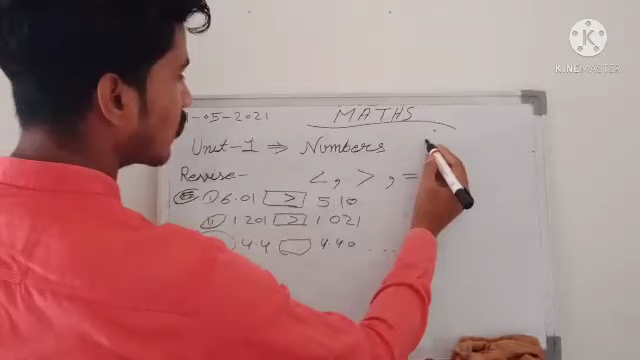 KINEMASTER
-05-2021
MATHS
Unit-1 ⇒ Numbers
Revise-
<, >, =
(i) 6.01 > 5.10
(ii) 1.201 > 1.021
4.4 4.40 ...